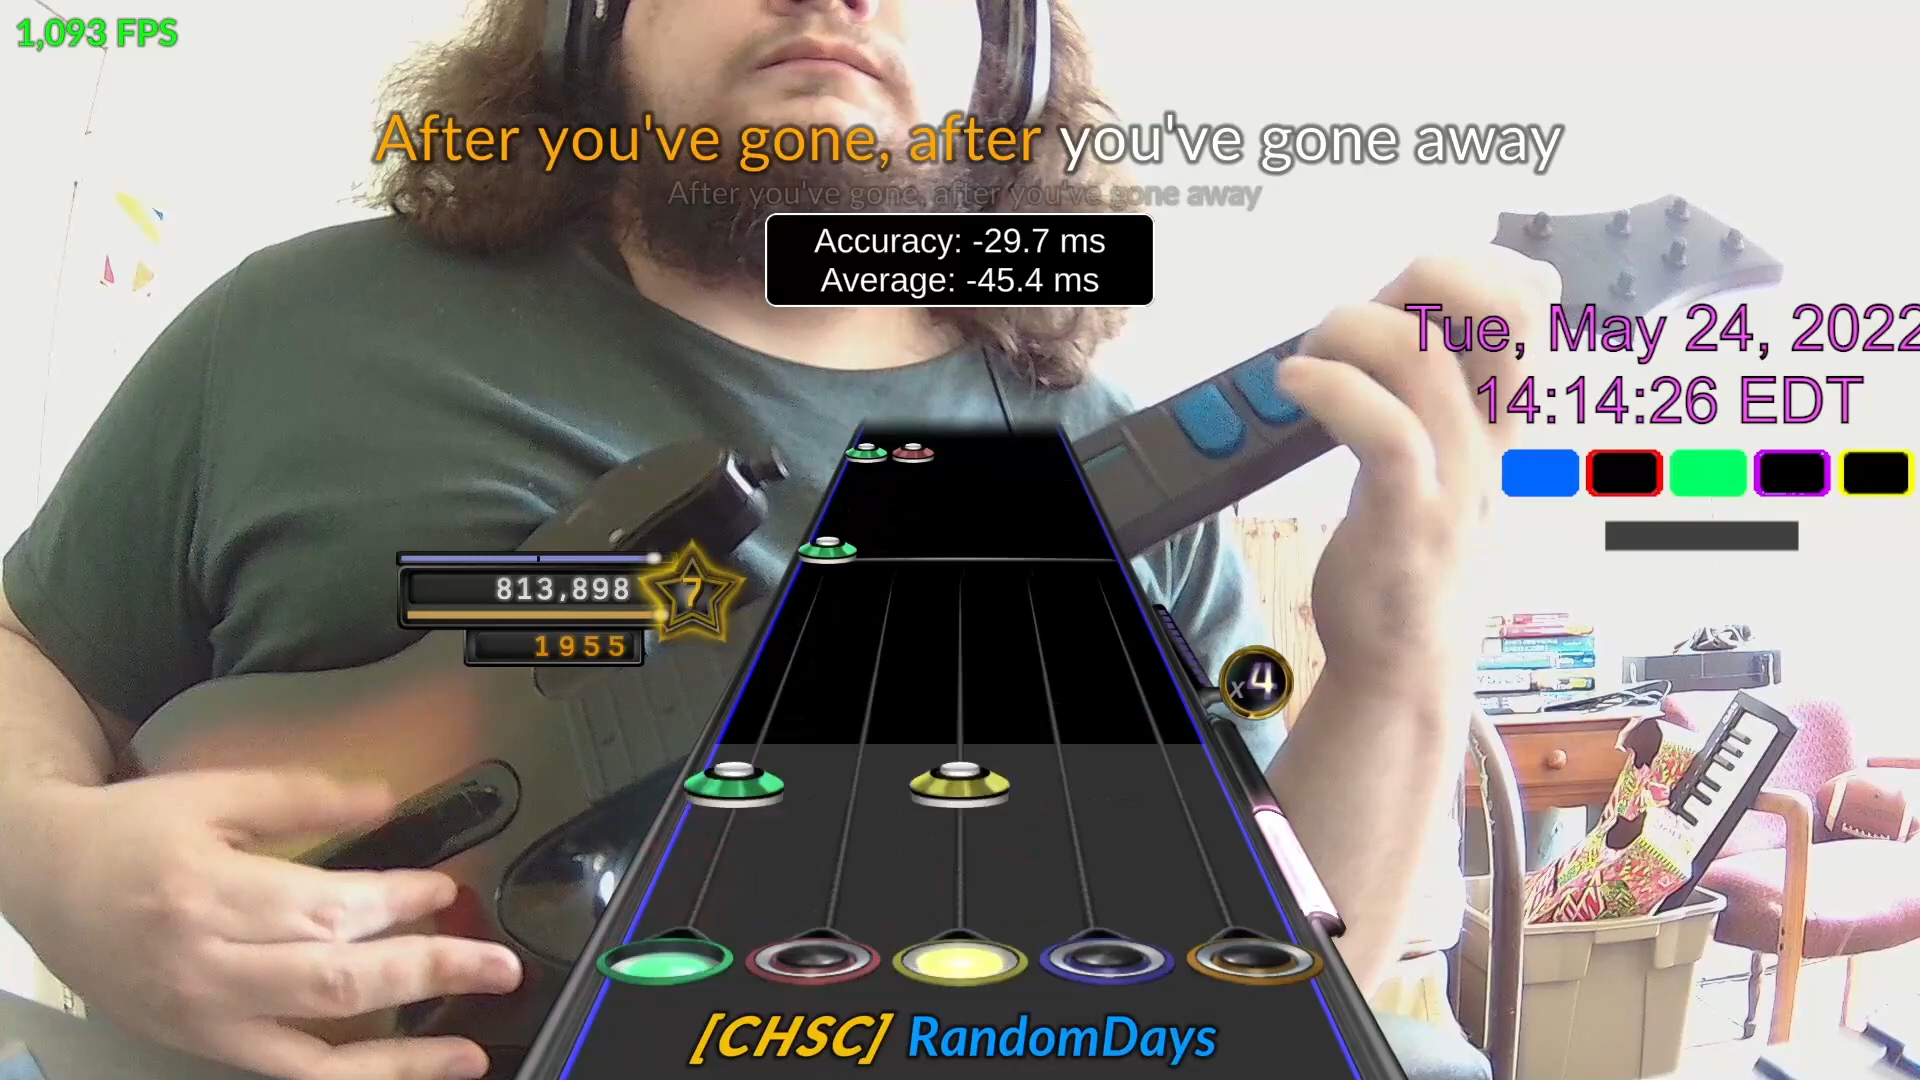 1,093 FPS
After you've gone, after you've gone away
After you've gone, after you've gone away
Accuracy: -29.7 ms
Average: -45.4 ms
Tue, May 24, 2022
14:14:26 EDT
813,898
7
1955
x4
[CHSC] RandomDays